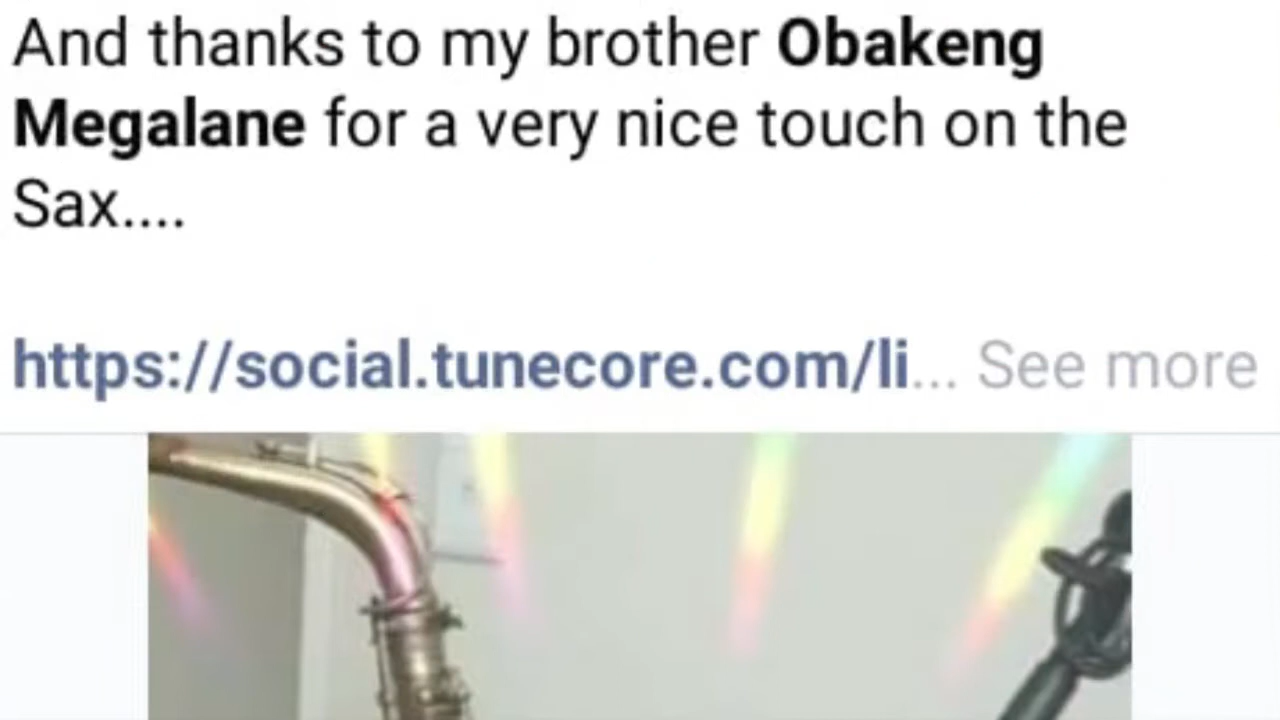 And thanks to my brother Obakeng
Megalane for a very nice touch on the
Sax....
https://social.tunecore.com/li... See more